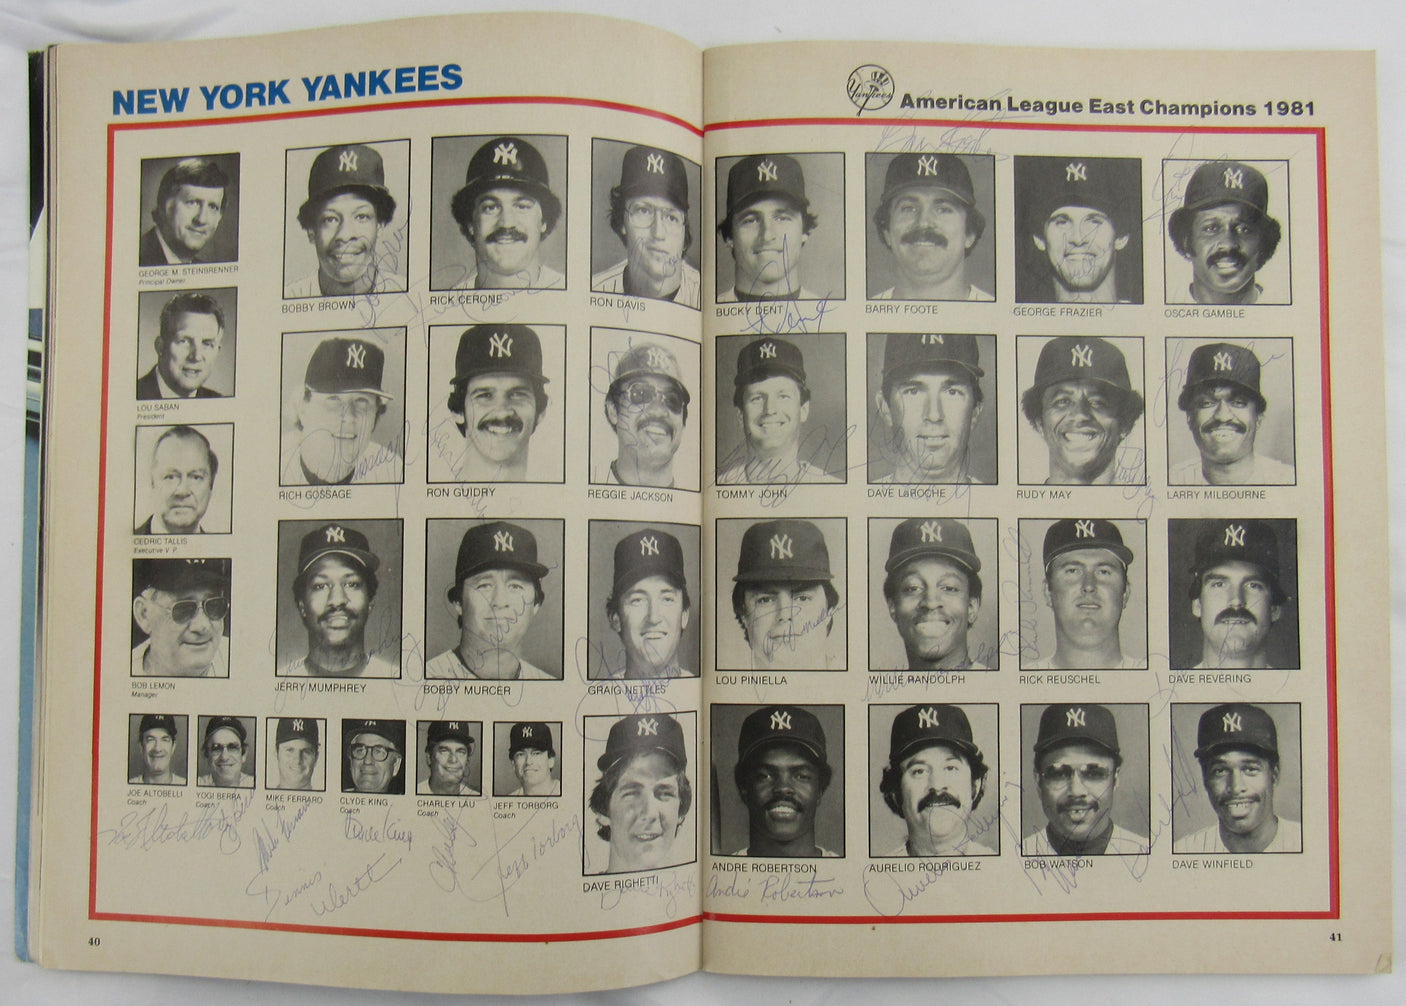 NEW YORK YANKEES
Yankees
American League East Champions 1981
GEORGE M. STEINBRENNER
Principal Owner
BOBBY BROWN
RICK CERONE
RON DAVIS
BUCKY DENT
BARRY FOOTE
GEORGE FRAZIER
OSCAR GAMBLE
LOU SABAN
President
RICH GOSSAGE
RON GUIDRY
REGGIE JACKSON
TOMMY JOHN
DAVE LaROCHE
RUDY MAY
LARRY MILBOURNE
CEDRIC TALLIS
Executive V. P.
BOB LEMON
Manager
JERRY MUMPHREY
BOBBY MURCER
GRAIG NETTLES
LOU PINIELLA
WILLIE RANDOLPH
RICK REUSCHEL
DAVE REVERING
JOE ALTOBELLI
Coach
YOGI BERRA
Coach
MIKE FERRARO
Coach
CLYDE KING
Coach
CHARLEY LAU
Coach
JEFF TORBORG
Coach
DAVE RIGHETTI
ANDRE ROBERTSON
AURELIO RODRIGUEZ
BOB WATSON
DAVE WINFIELD
Clyde King
Jeff Torborg
Dennis Werth
Dave Righetti
Andre Robertson
40
41